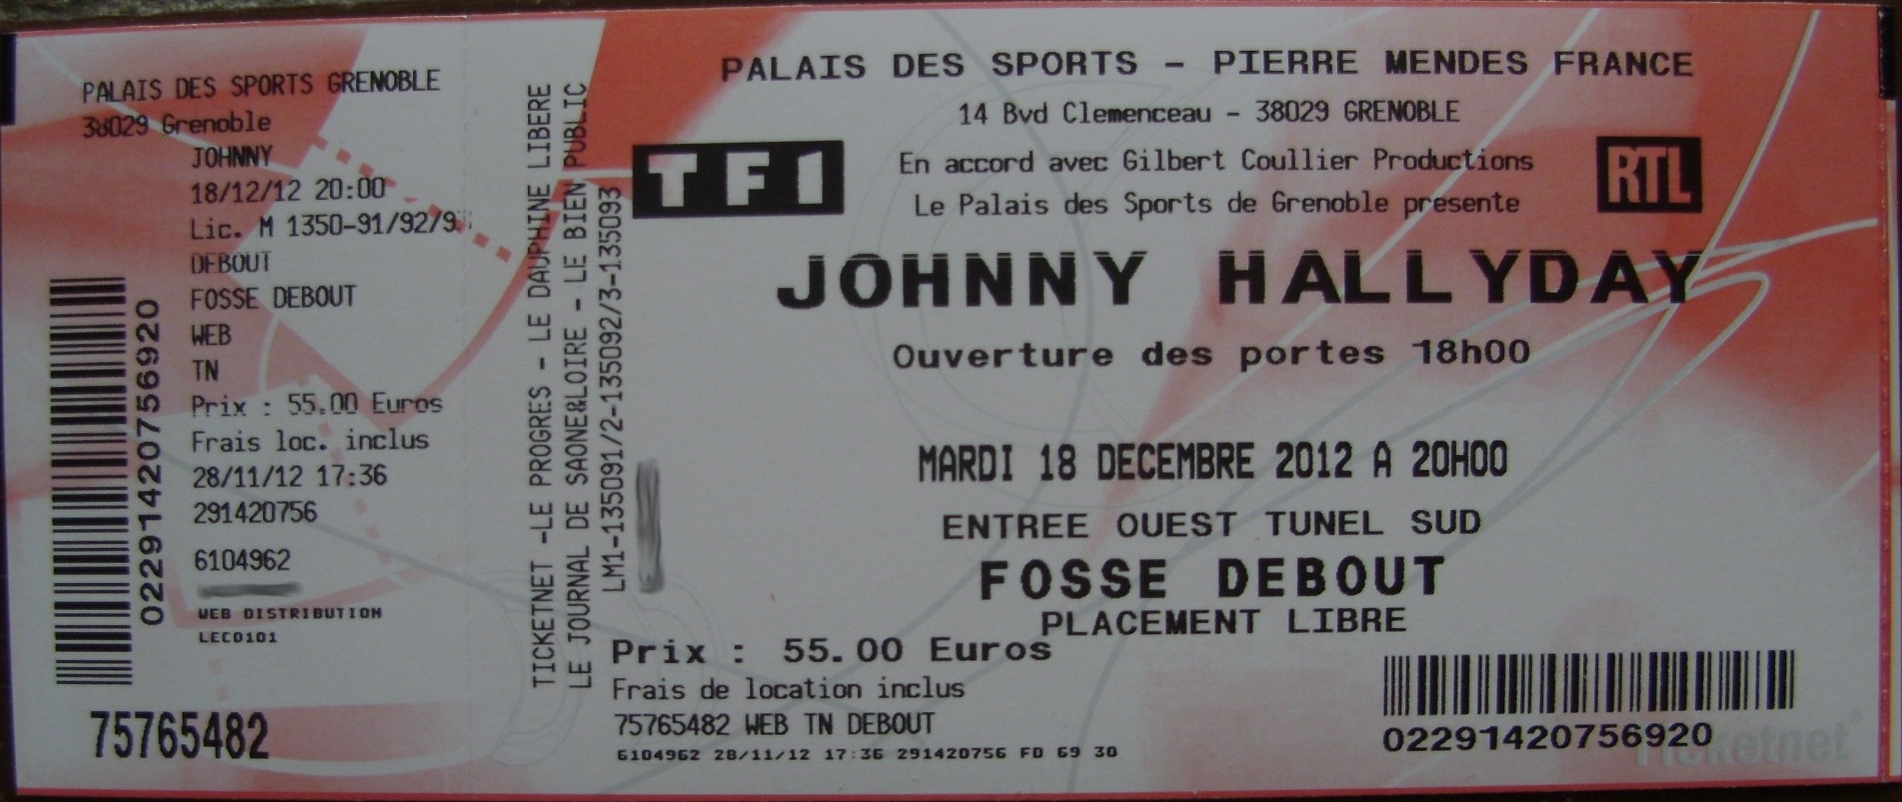 PALAIS DES SPORTS GRENOBLE
38029 Grenoble
JOHNNY
18/12/12 20:00
Lic. M 1350-91/92/9
DEBOUT
FOSSE DEBOUT
WEB
TN
Prix : 55.00 Euros
Frais loc. inclus
28/11/12 17:36
291420756
6104962
WEB DISTRIBUTION
LEC0101
02291420756920
75765482
TICKETNET -LE PROGRES - LE DAUPHINE LIBERE
LE JOURNAL DE SAONE&LOIRE - LE BIEN PUBLIC
LM1-135091/2-135092/3-135093
PALAIS DES SPORTS - PIERRE MENDES FRANCE
14 Bvd Clemenceau - 38029 GRENOBLE
TF1
En accord avec Gilbert Coullier Productions
RTL
Le Palais des Sports de Grenoble presente
JOHNNY HALLYDAY
Ouverture des portes 18h00
MARDI 18 DECEMBRE 2012 A 20H00
ENTREE OUEST TUNEL SUD
FOSSE DEBOUT
PLACEMENT LIBRE
Prix : 55.00 Euros
Frais de location inclus
75765482 WEB TN DEBOUT
6104962 28/11/12 17:36 291420756 FD 69 30
02291420756920
Ticketnet